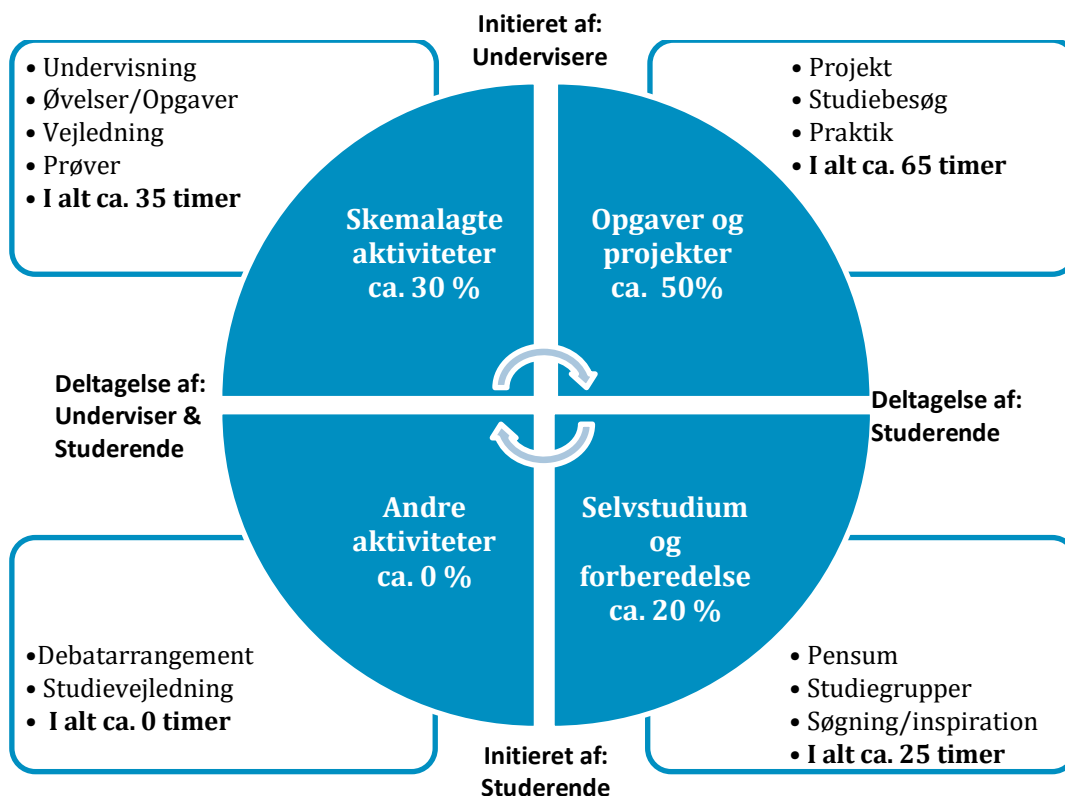 Initieret af:
Undervisere
• Undervisning
• Øvelser/Opgaver
• Vejledning
• Prøver
• I alt ca. 35 timer
• Projekt
• Studiebesøg
• Praktik
• I alt ca. 65 timer
Skemalagte
aktiviteter
ca. 30 %
Opgaver og
projekter
ca. 50%
Deltagelse af:
Underviser &
Studerende
Deltagelse af:
Studerende
Andre
aktiviteter
ca. 0 %
Selvstudium
og
forberedelse
ca. 20 %
•Debatarrangement
• Studievejledning
• I alt ca. 0 timer
• Pensum
• Studiegrupper
• Søgning/inspiration
• I alt ca. 25 timer
Initieret af:
Studerende